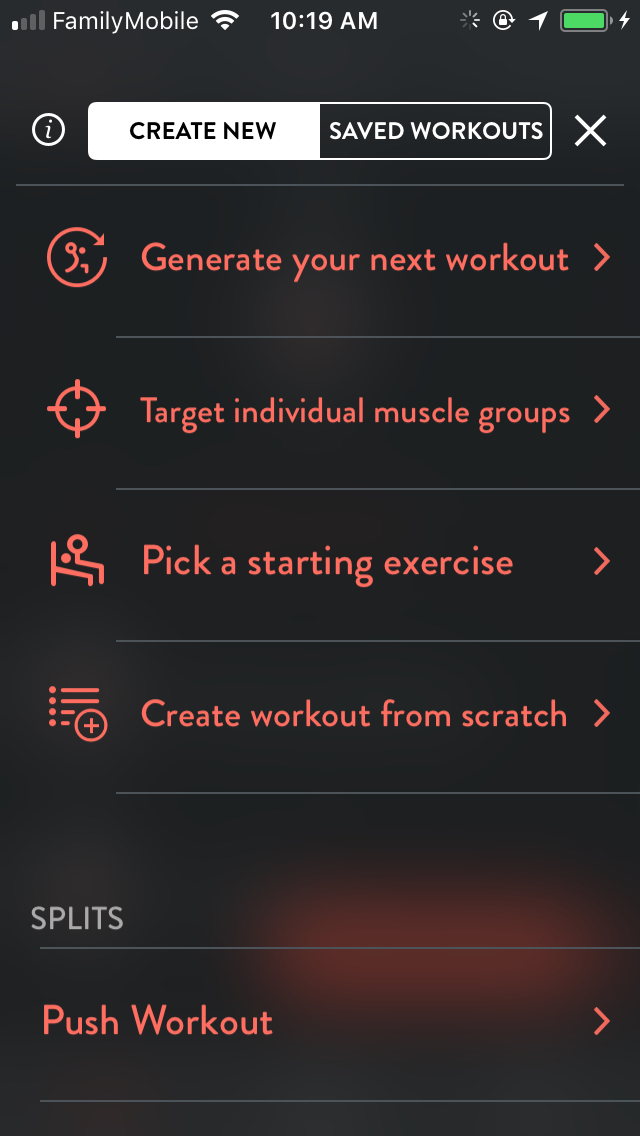 FamilyMobile 10:19 AM
i CREATE NEW SAVED WORKOUTS
Generate your next workout
Target individual muscle groups
Pick a starting exercise
Create workout from scratch
SPLITS
Push Workout